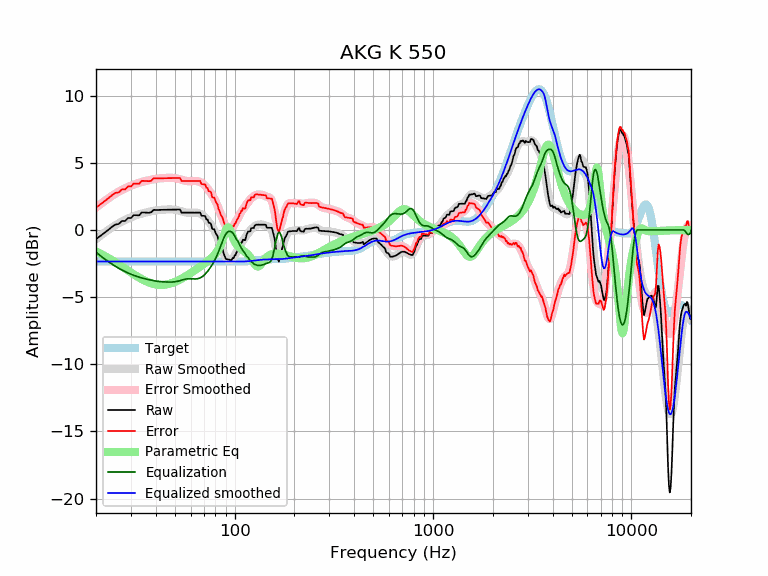 AKG K 550
Amplitude (dBr)
10
5
0
−5
−10
−15
−20
Target
Raw Smoothed
Error Smoothed
Raw
Error
Parametric Eq
Equalization
Equalized smoothed
100
1000
10000
Frequency (Hz)